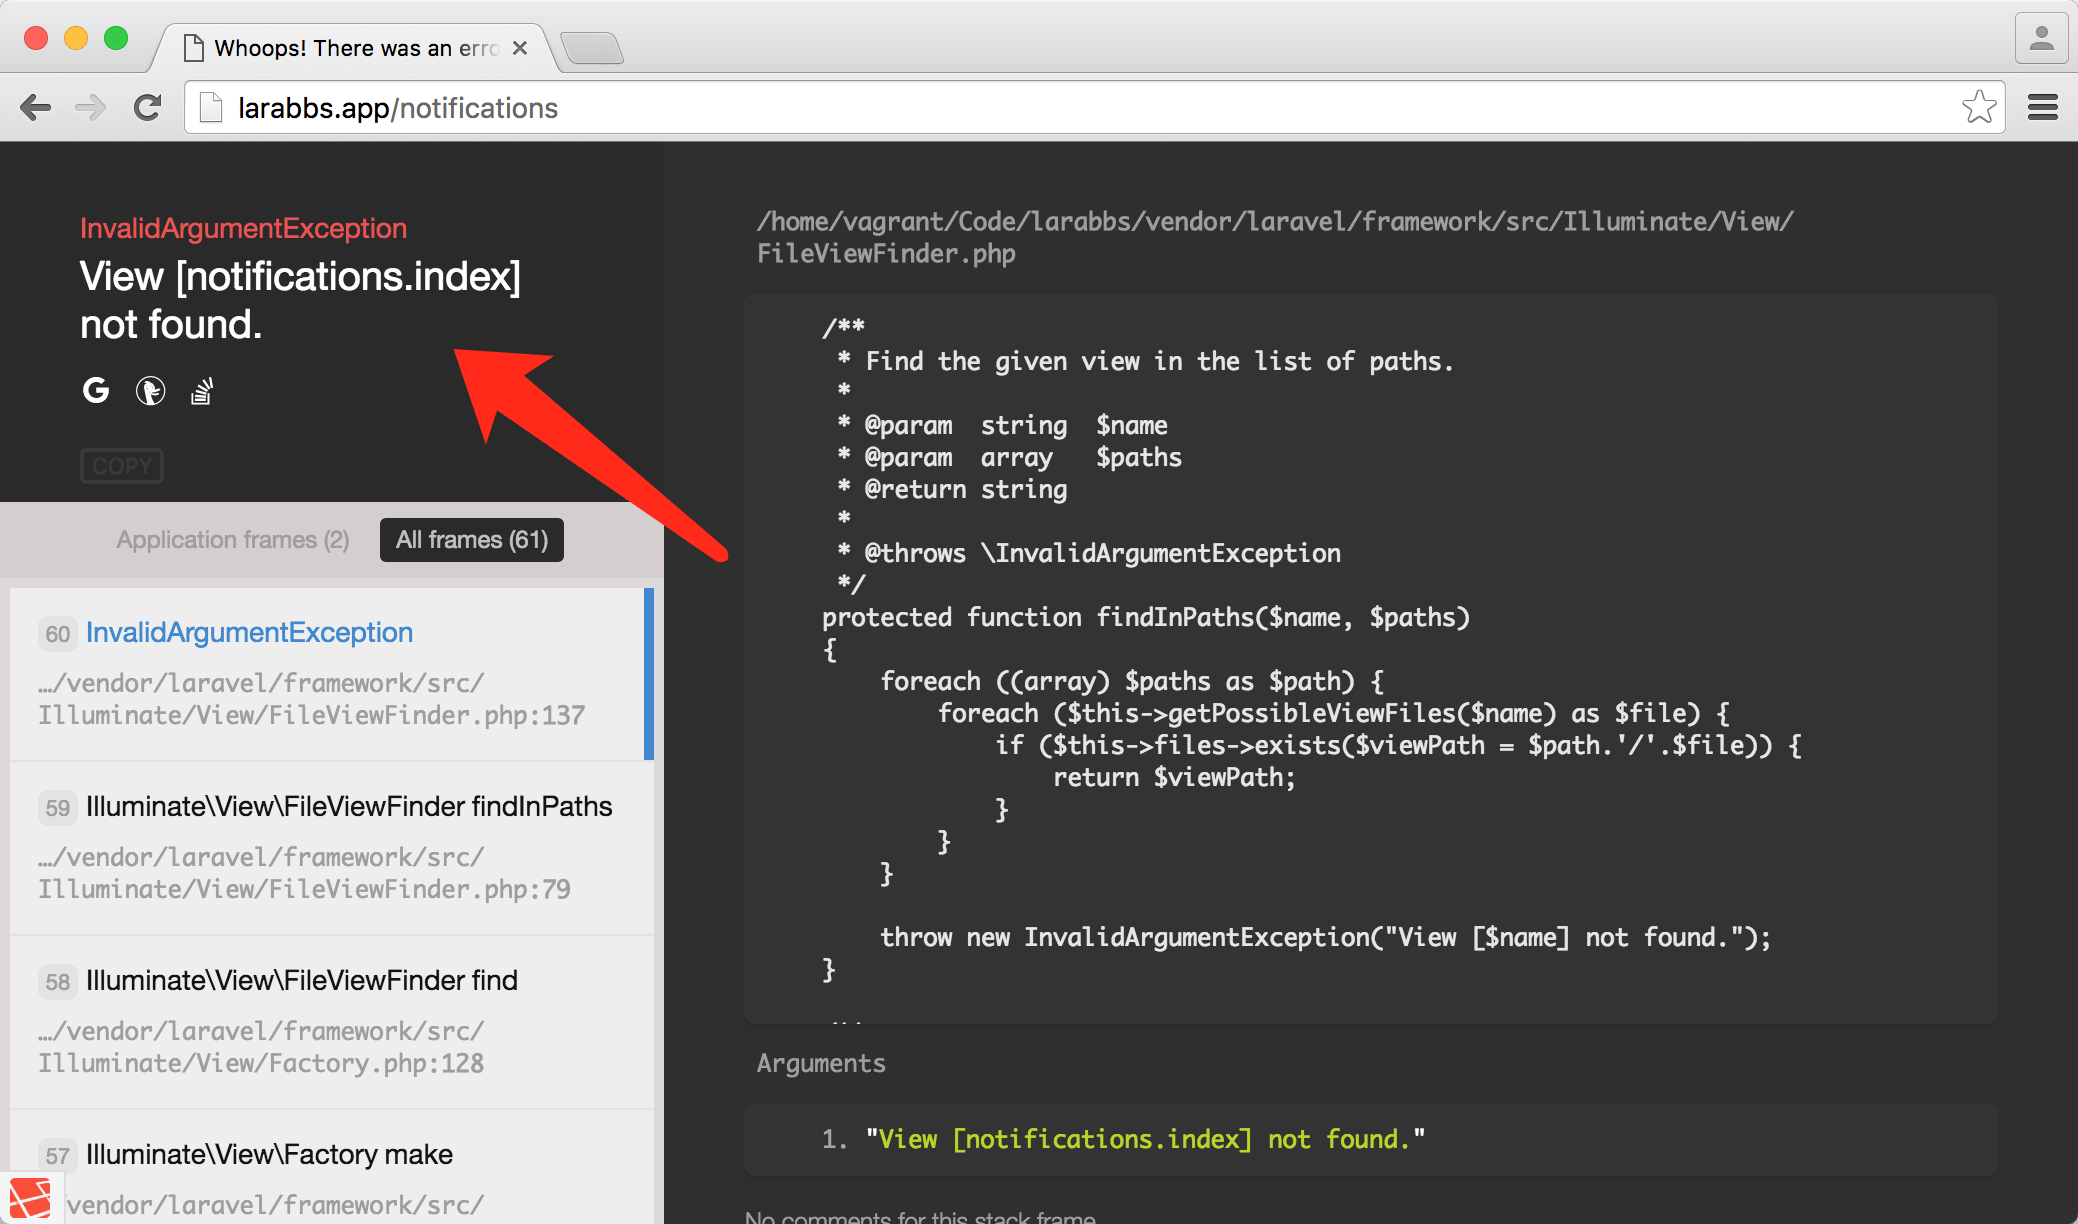 Whoops! There was an erro
larabbs.app/notifications
InvalidArgumentException
View [notifications.index]
not found.
COPY
Application frames (2)
All frames (61)
60 InvalidArgumentException
…/vendor/laravel/framework/src/
Illuminate/View/FileViewFinder.php:137
59 Illuminate\View\FileViewFinder findInPaths
…/vendor/laravel/framework/src/
Illuminate/View/FileViewFinder.php:79
58 Illuminate\View\FileViewFinder find
…/vendor/laravel/framework/src/
Illuminate/View/Factory.php:128
57 Illuminate\View\Factory make
/vendor/laravel/framework/src/
/home/vagrant/Code/larabbs/vendor/laravel/framework/src/Illuminate/View/
FileViewFinder.php
/**
* Find the given view in the list of paths.
*
* @param  string  $name
* @param  array   $paths
* @return string
*
* @throws \InvalidArgumentException
*/
protected function findInPaths($name, $paths)
{
foreach ((array) $paths as $path) {
foreach ($this->getPossibleViewFiles($name) as $file) {
if ($this->files->exists($viewPath = $path.'/'.$file)) {
return $viewPath;
}
}
}
throw new InvalidArgumentException("View [$name] not found.");
}
Arguments
1. "View [notifications.index] not found."
No comments for this stack frame.